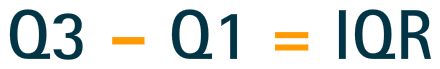 Q3 – Q1 = IQR